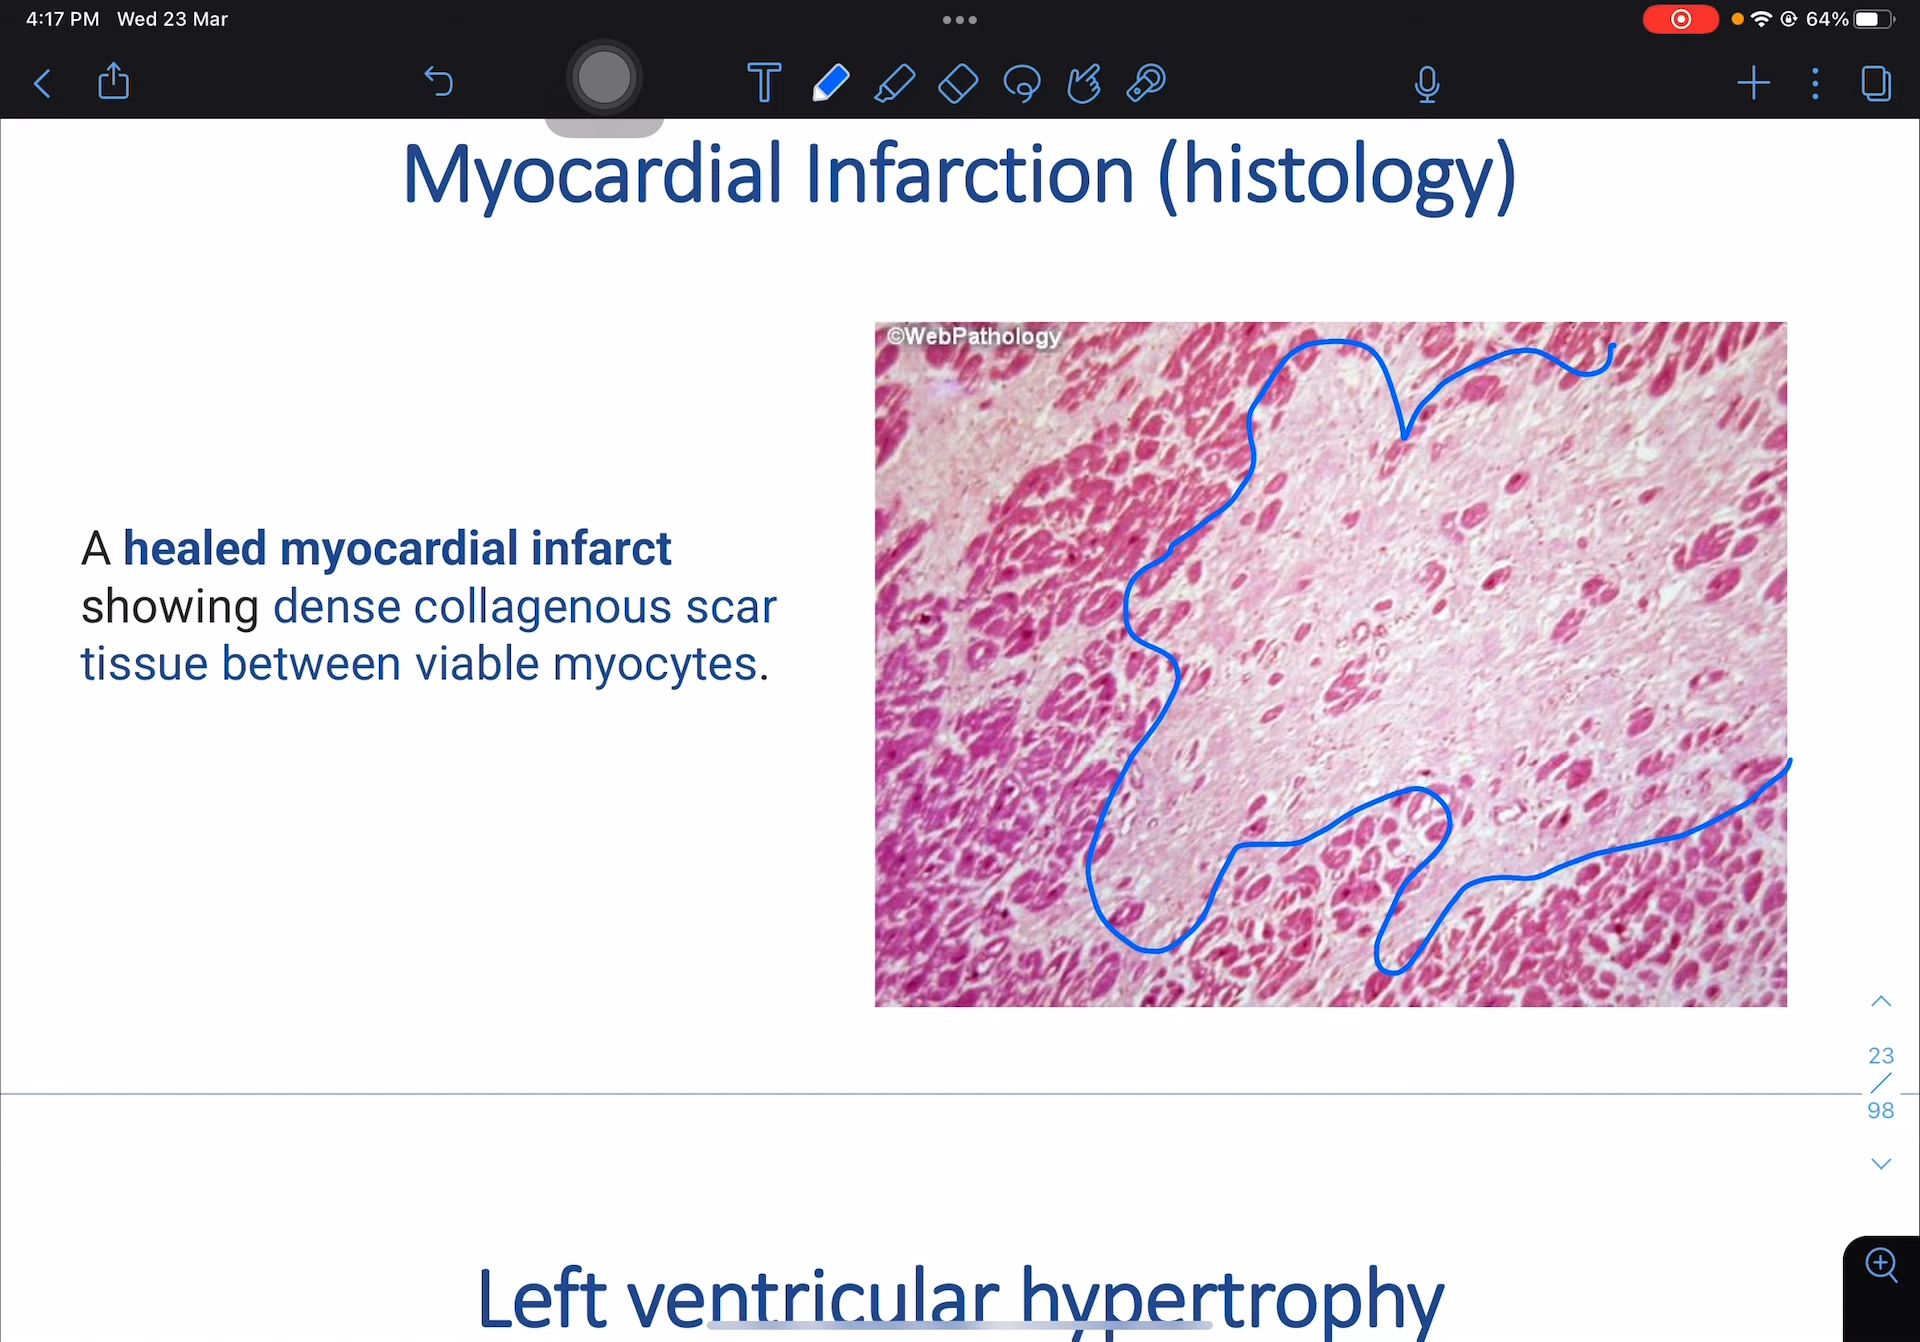 4:17 PM Wed 23 Mar
64%
Myocardial Infarction (histology)
©WebPathology
A healed myocardial infarct
showing dense collagenous scar
tissue between viable myocytes.
23
98
Left ventricular hypertrophy